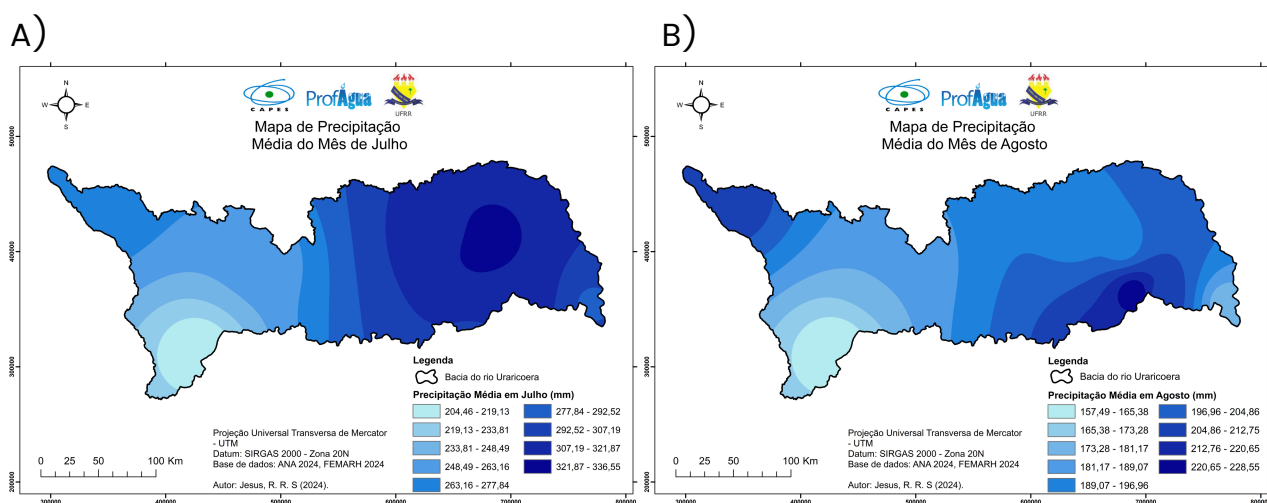 A)
N
W E
S
CAPES
ProfÁgua
UFRR
Mapa de Precipitação
Média do Mês de Julho
500000
400000
300000
200000
Legenda
Bacia do rio Uraricoera
Precipitação Média em Julho (mm)
204,46 - 219,13
219,13 - 233,81
233,81 - 248,49
248,49 - 263,16
263,16 - 277,84
277,84 - 292,52
292,52 - 307,19
307,19 - 321,87
321,87 - 336,55
Projeção Universal Transversa de Mercator
- UTM
Datum: SIRGAS 2000 - Zona 20N
Base de dados: ANA 2024, FEMARH 2024
Autor: Jesus, R. R. S (2024).
0 25 50 100 Km
300000 400000 500000 600000 700000 800000
B)
N
W E
S
CAPES
ProfÁgua
UFRR
Mapa de Precipitação
Média do Mês de Agosto
500000
400000
300000
200000
Legenda
Bacia do rio Uraricoera
Precipitação Média em Agosto (mm)
157,49 - 165,38
165,38 - 173,28
173,28 - 181,17
181,17 - 189,07
189,07 - 196,96
196,96 - 204,86
204,86 - 212,75
212,76 - 220,65
220,65 - 228,55
Projeção Universal Transversa de Mercator
- UTM
Datum: SIRGAS 2000 - Zona 20N
Base de dados: ANA 2024, FEMARH 2024
Autor: Jesus, R. R. S (2024).
0 25 50 100 Km
300000 400000 500000 600000 700000 800000